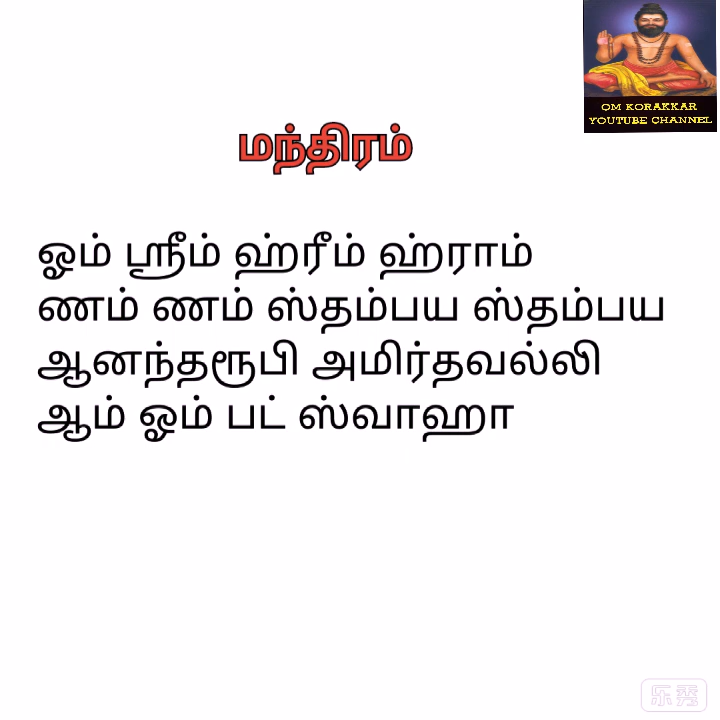 OM KORAKKAR
YOUTUBE CHANNEL
மந்திரம்
ஓம் ஸ்ரீம் ஹ்ரீம் ஹ்ராம்
ணம் ணம் ஸ்தம்பய ஸ்தம்பய
ஆனந்தரூபி அமிர்தவல்லி
ஆம் ஓம் பட் ஸ்வாஹா
乐秀